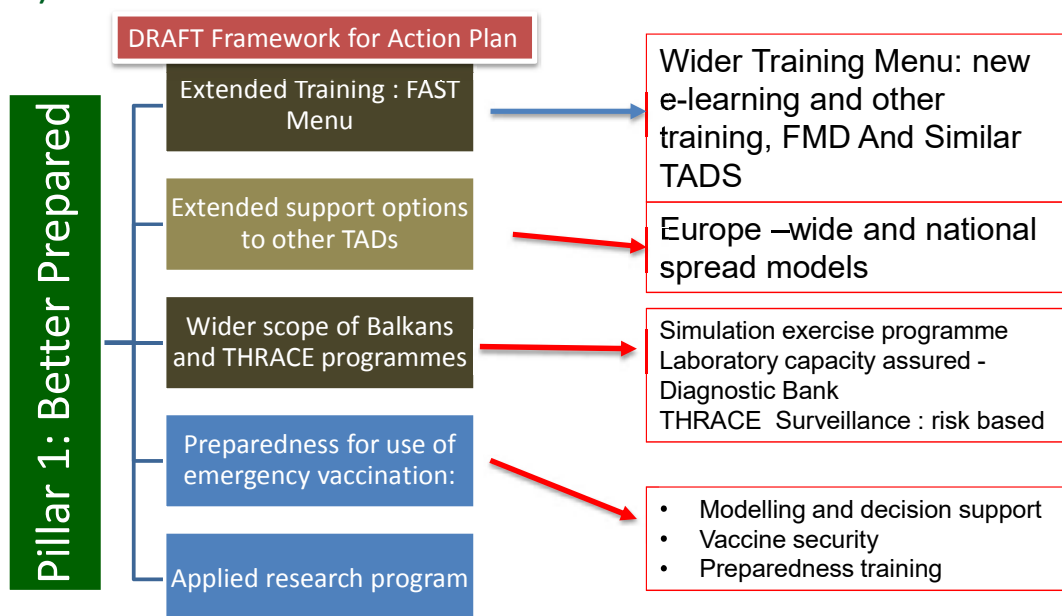 DRAFT Framework for Action Plan
Pillar 1: Better Prepared
Extended Training : FAST
Menu
Extended support options
to other TADs
Wider scope of Balkans
and THRACE programmes
Preparedness for use of
emergency vaccination:
Applied research program
Wider Training Menu: new
e-learning and other
training, FMD And Similar
TADS
Europe –wide and national
spread models
Simulation exercise programme
Laboratory capacity assured -
Diagnostic Bank
THRACE Surveillance : risk based
• Modelling and decision support
• Vaccine security
• Preparedness training